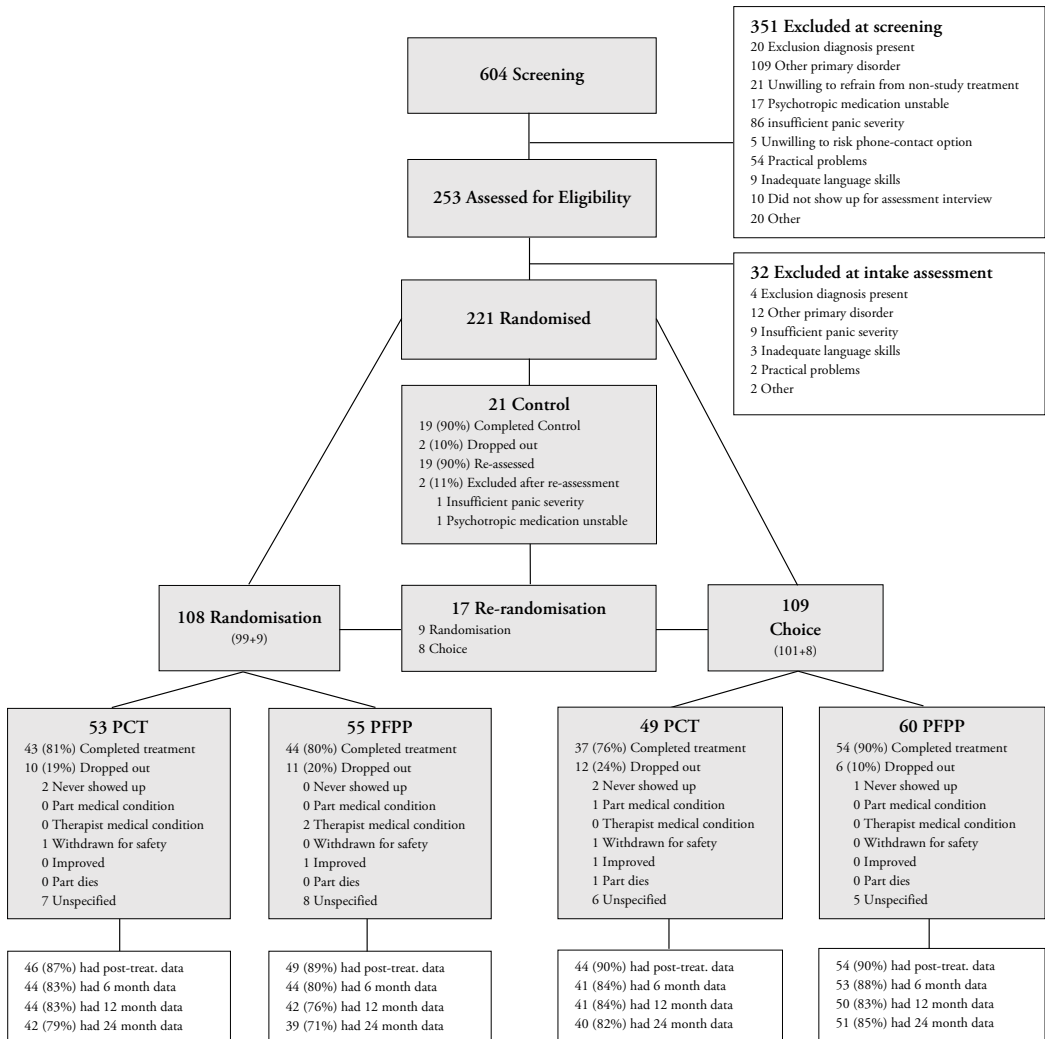 604 Screening
351 Excluded at screening
20 Exclusion diagnosis present
109 Other primary disorder
21 Unwilling to refrain from non-study treatment
17 Psychotropic medication unstable
86 insufficient panic severity
5 Unwilling to risk phone-contact option
54 Practical problems
9 Inadequate language skills
10 Did not show up for assessment interview
20 Other
253 Assessed for Eligibility
32 Excluded at intake assessment
4 Exclusion diagnosis present
12 Other primary disorder
9 Insufficient panic severity
3 Inadequate language skills
2 Practical problems
2 Other
221 Randomised
21 Control
19 (90%) Completed Control
2 (10%) Dropped out
19 (90%) Re-assessed
2 (11%) Excluded after re-assessment
1 Insufficient panic severity
1 Psychotropic medication unstable
108 Randomisation
(99+9)
17 Re-randomisation
9 Randomisation
8 Choice
109
Choice
(101+8)
53 PCT
43 (81%) Completed treatment
10 (19%) Dropped out
2 Never showed up
0 Part medical condition
0 Therapist medical condition
1 Withdrawn for safety
0 Improved
0 Part dies
7 Unspecified
55 PFPP
44 (80%) Completed treatment
11 (20%) Dropped out
0 Never showed up
0 Part medical condition
2 Therapist medical condition
0 Withdrawn for safety
1 Improved
0 Part dies
8 Unspecified
49 PCT
37 (76%) Completed treatment
12 (24%) Dropped out
2 Never showed up
1 Part medical condition
0 Therapist medical condition
1 Withdrawn for safety
1 Improved
1 Part dies
6 Unspecified
60 PFPP
54 (90%) Completed treatment
6 (10%) Dropped out
1 Never showed up
0 Part medical condition
0 Therapist medical condition
0 Withdrawn for safety
0 Improved
0 Part dies
5 Unspecified
46 (87%) had post-treat. data
44 (83%) had 6 month data
44 (83%) had 12 month data
42 (79%) had 24 month data
49 (89%) had post-treat. data
44 (80%) had 6 month data
42 (76%) had 12 month data
39 (71%) had 24 month data
44 (90%) had post-treat. data
41 (84%) had 6 month data
41 (84%) had 12 month data
40 (82%) had 24 month data
54 (90%) had post-treat. data
53 (88%) had 6 month data
50 (83%) had 12 month data
51 (85%) had 24 month data